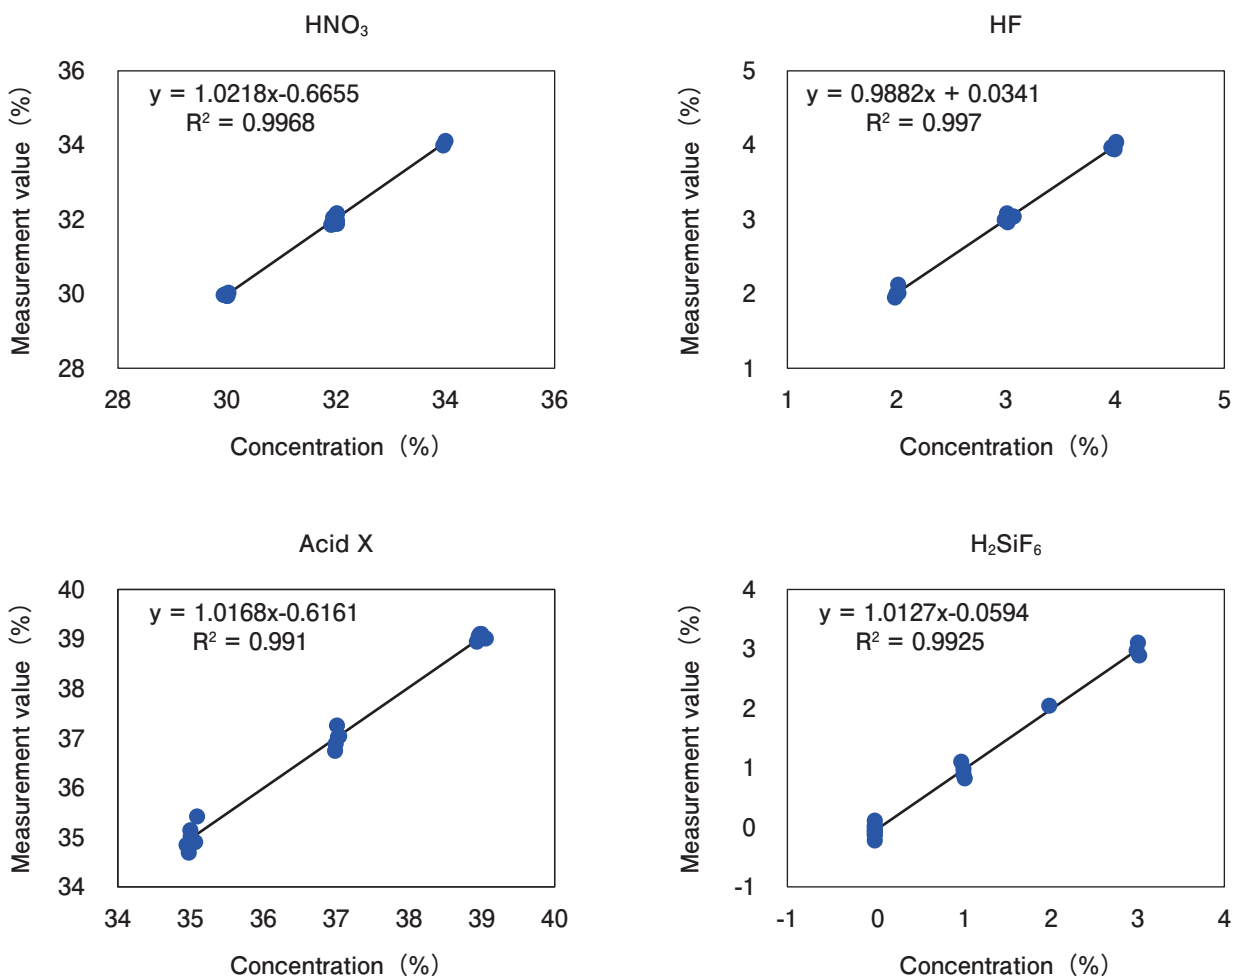 HNO₃
y = 1.0218x-0.6655
R² = 0.9968
Measurement value (%)
36
34
32
30
28
28 30 32 34 36
Concentration (%)
HF
y = 0.9882x + 0.0341
R² = 0.997
Measurement value (%)
5
4
3
2
1
1 2 3 4 5
Concentration (%)
Acid X
y = 1.0168x-0.6161
R² = 0.991
Measurement value (%)
40
39
38
37
36
35
34
34 35 36 37 38 39 40
Concentration (%)
H₂SiF₆
y = 1.0127x-0.0594
R² = 0.9925
Measurement value (%)
4
3
2
1
0
-1
-1 0 1 2 3 4
Concentration (%)